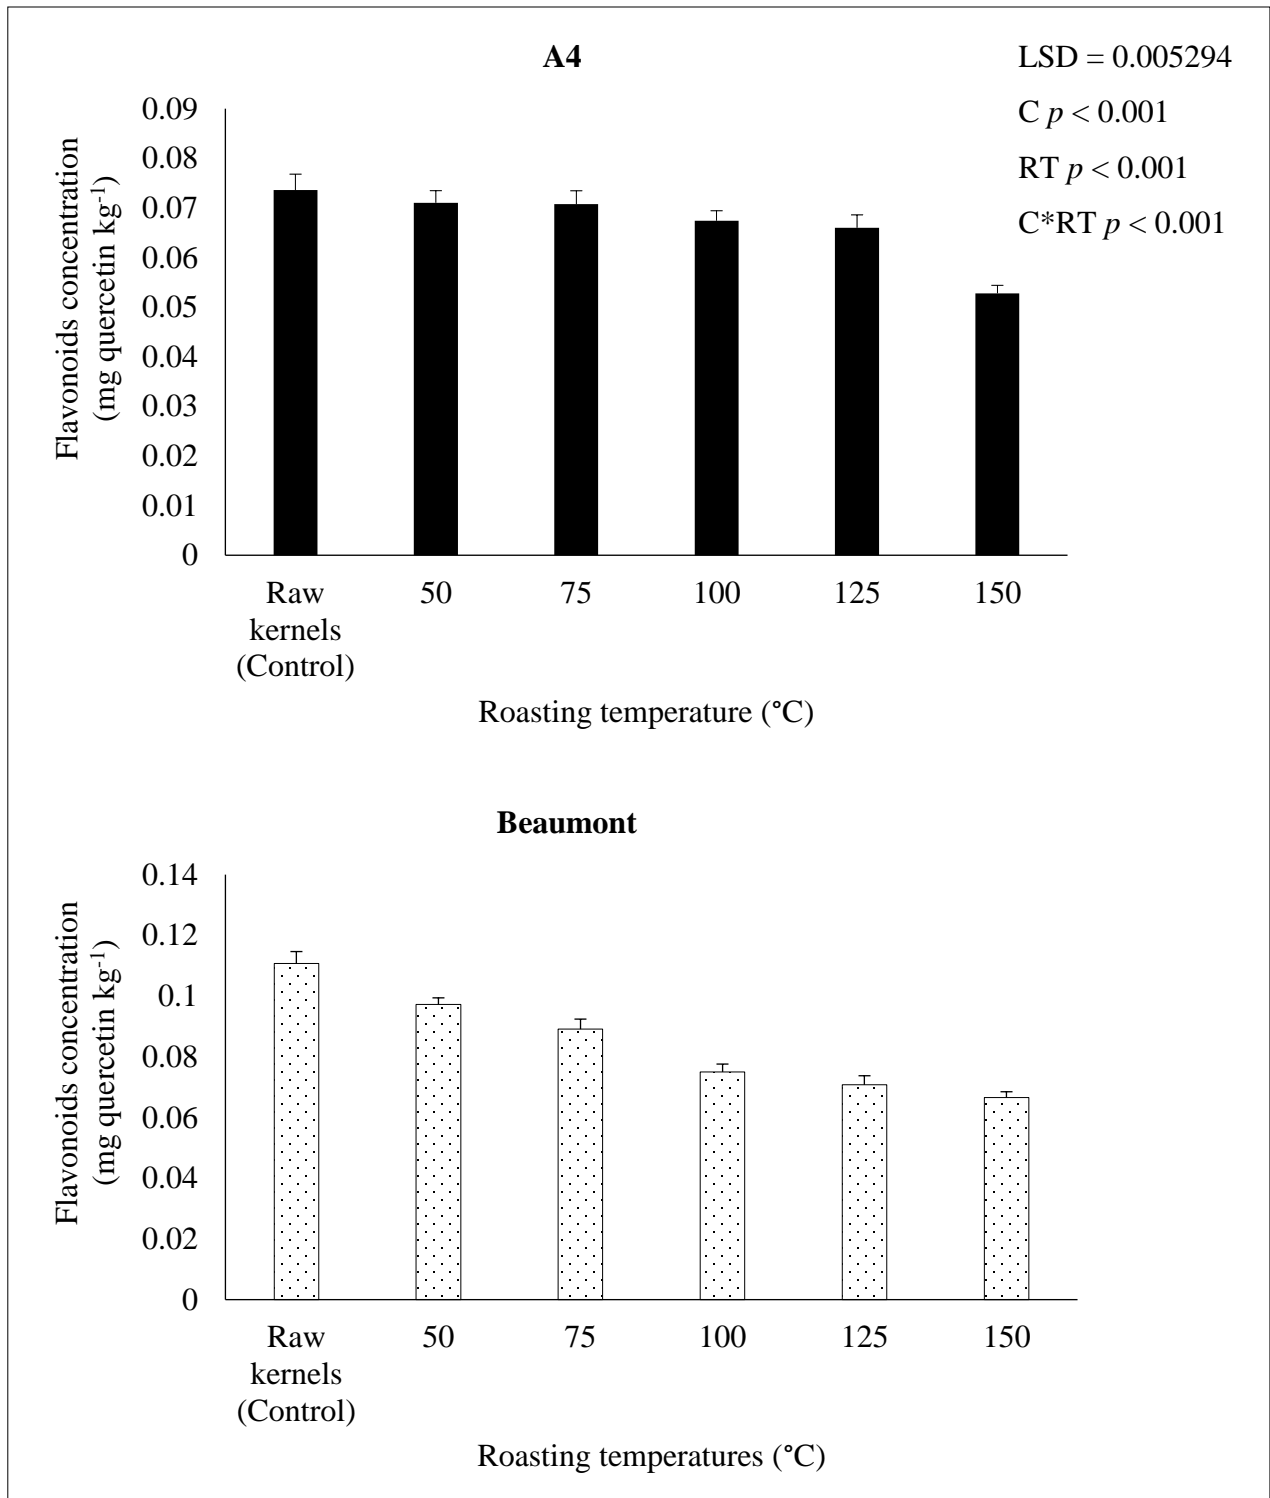 A4
LSD = 0.005294
C p < 0.001
RT p < 0.001
C*RT p < 0.001
Flavonoids concentration
(mg quercetin kg-1)
0.09
0.08
0.07
0.06
0.05
0.04
0.03
0.02
0.01
0
Raw
kernels
(Control)
50
75
100
125
150
Roasting temperature (°C)
Beaumont
Flavonoids concentration
(mg quercetin kg-1)
0.14
0.12
0.1
0.08
0.06
0.04
0.02
0
Raw
kernels
(Control)
50
75
100
125
150
Roasting temperatures (°C)